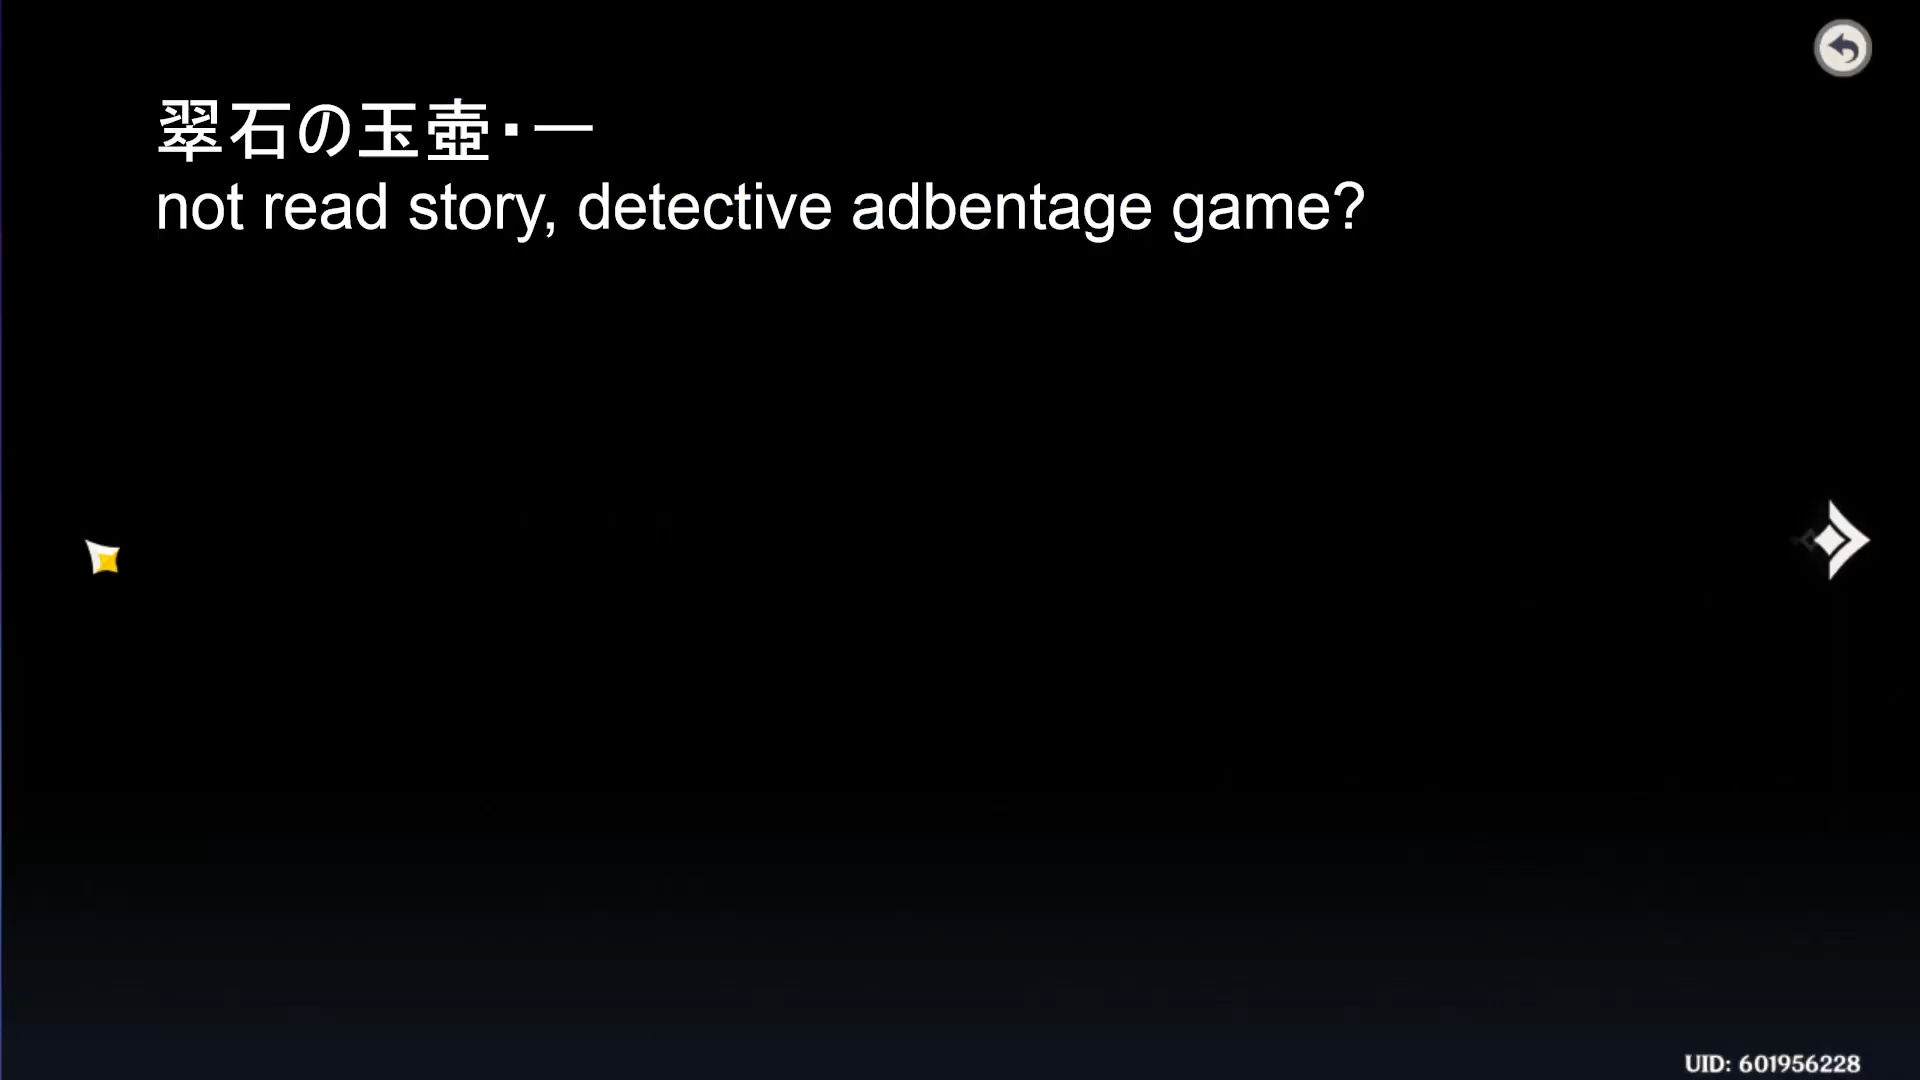 翠石の玉壺・一
not read story, detective adbentage game?
UID: 601956228